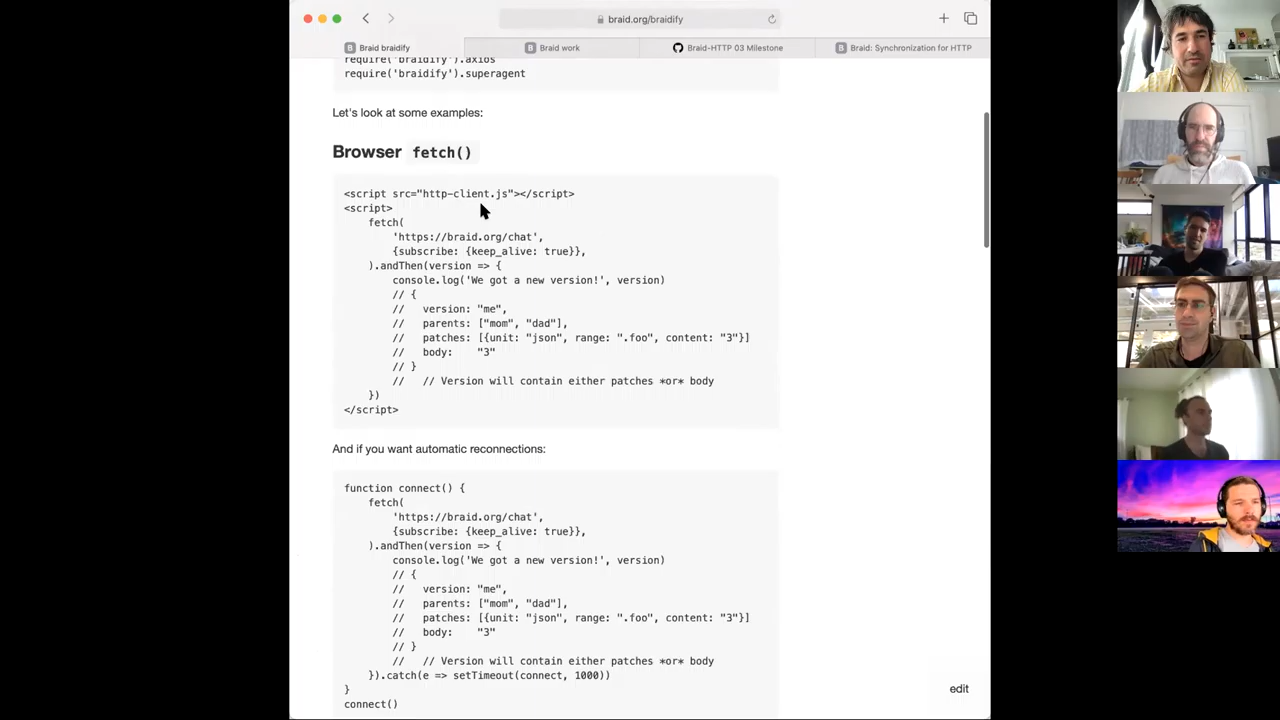 braid.org/braidify
Braid braidify
Braid work
Braid-HTTP 03 Milestone
Braid: Synchronization for HTTP
require('braidify').axios
require('braidify').superagent
Let's look at some examples:
Browser fetch()
<script src="http-client.js"></script>
<script>
    fetch(
        'https://braid.org/chat',
        {subscribe: {keep_alive: true}},
    ).andThen(version => {
        console.log('We got a new version!', version)
        // {
        //   version: "me",
        //   parents: ["mom", "dad"],
        //   patches: [{unit: "json", range: ".foo", content: "3"}]
        //   body:    "3"
        // }
        //   // Version will contain either patches *or* body
    })
</script>
And if you want automatic reconnections:
function connect() {
    fetch(
        'https://braid.org/chat',
        {subscribe: {keep_alive: true}},
    ).andThen(version => {
        console.log('We got a new version!', version)
        // {
        //   version: "me",
        //   parents: ["mom", "dad"],
        //   patches: [{unit: "json", range: ".foo", content: "3"}]
        //   body:    "3"
        // }
        //   // Version will contain either patches *or* body
    }).catch(e => setTimeout(connect, 1000))
}
connect()
edit